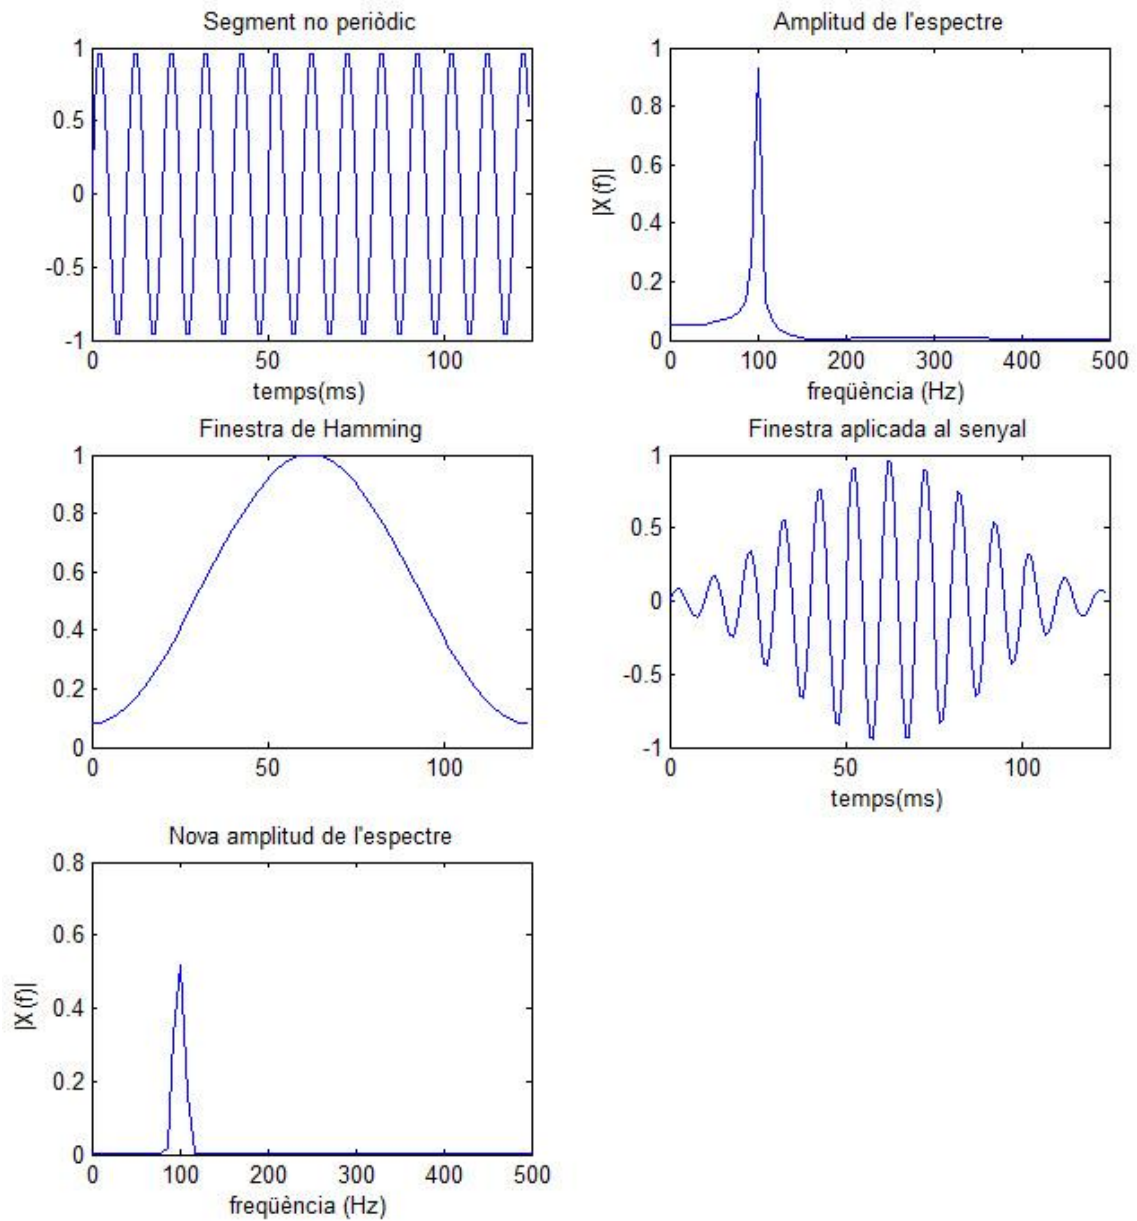 Segment no periòdic
1
0.5
0
-0.5
-1
0 50 100
temps(ms)
Amplitud de l'espectre
1
0.8
0.6
0.4
0.2
0
|X(f)|
0 100 200 300 400 500
freqüència (Hz)
Finestra de Hamming
1
0.8
0.6
0.4
0.2
0
0 50 100
Finestra aplicada al senyal
1
0.5
0
-0.5
-1
0 50 100
temps(ms)
Nova amplitud de l'espectre
0.8
0.6
0.4
0.2
0
|X(f)|
0 100 200 300 400 500
freqüència (Hz)